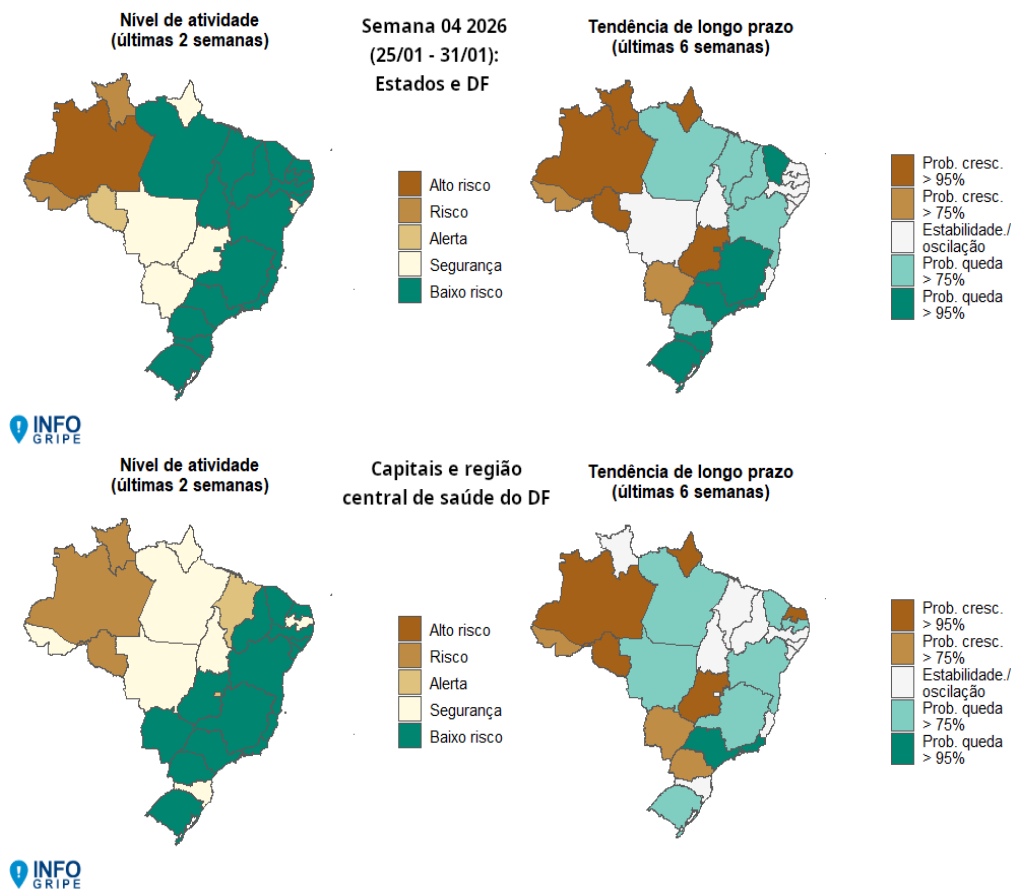 Nível de atividade
(últimas 2 semanas)
Semana 04 2026
(25/01 - 31/01):
Estados e DF
Tendência de longo prazo
(últimas 6 semanas)
Alto risco
Risco
Alerta
Segurança
Baixo risco
Prob. cresc.
> 95%
Prob. cresc.
> 75%
Estabilidade./
oscilação
Prob. queda
> 75%
Prob. queda
> 95%
INFO
GRIPE
Nível de atividade
(últimas 2 semanas)
Capitais e região
central de saúde do DF
Tendência de longo prazo
(últimas 6 semanas)
Alto risco
Risco
Alerta
Segurança
Baixo risco
Prob. cresc.
> 95%
Prob. cresc.
> 75%
Estabilidade./
oscilação
Prob. queda
> 75%
Prob. queda
> 95%
INFO
GRIPE